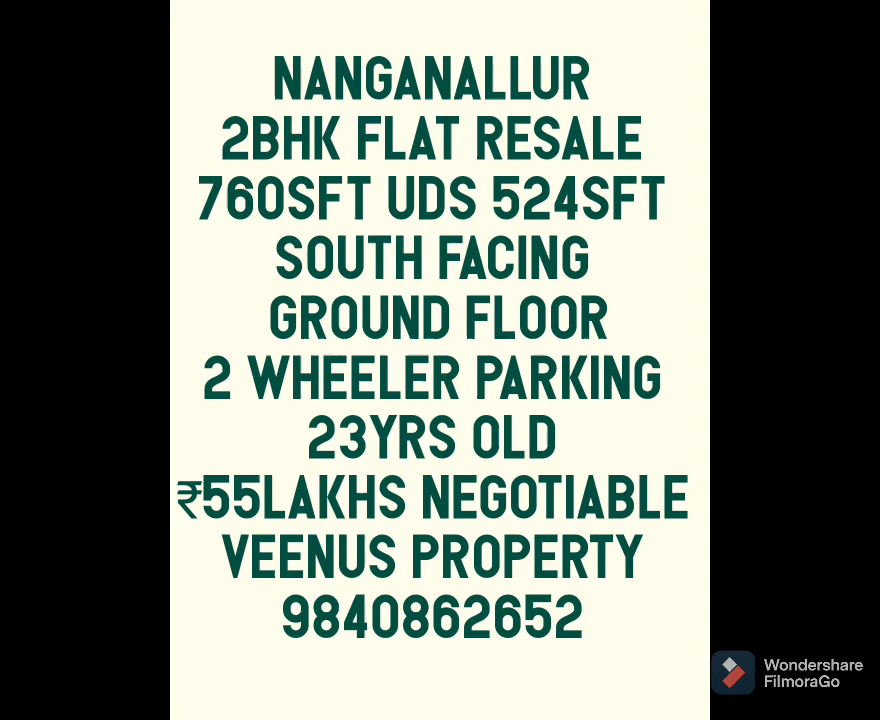 NANGANALLUR
2BHK FLAT RESALE
760SFT UDS 524SFT
SOUTH FACING
GROUND FLOOR
2 WHEELER PARKING
23YRS OLD
₹55LAKHS NEGOTIABLE
VEENUS PROPERTY
9840862652
Wondershare
FilmoraGo